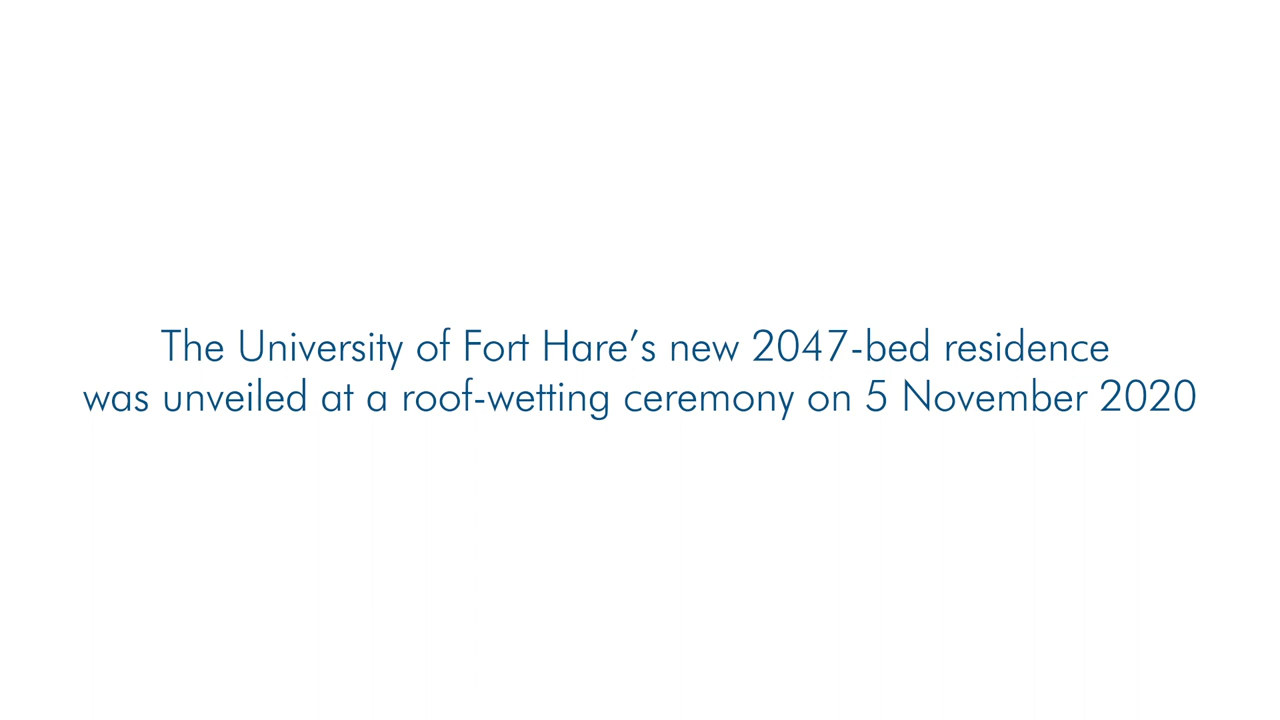 The University of Fort Hare’s new 2047-bed residence
was unveiled at a roof-wetting ceremony on 5 November 2020